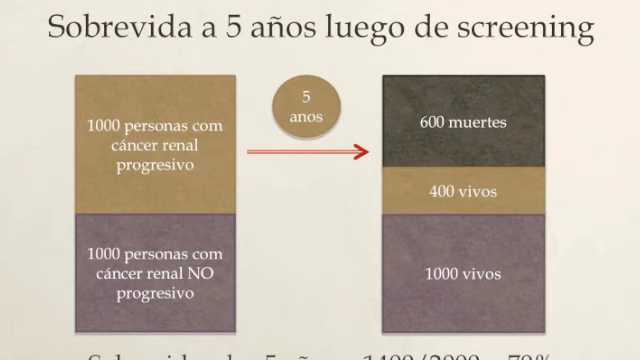 Sobrevida a 5 años luego de screening
1000 personas com
cáncer renal
progresivo
5
anos
600 muertes
400 vivos
1000 personas com
cáncer renal NO
progresivo
1000 vivos